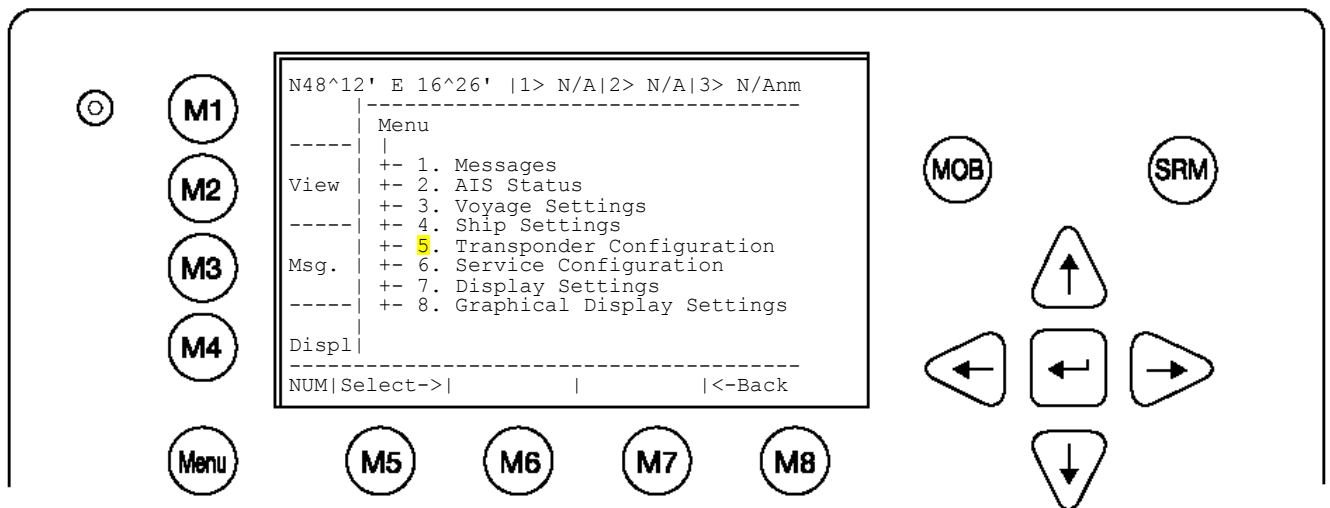 N48^12' E 16^26' |1> N/A|2> N/A|3> N/Anm
|-----------------------------------
M1
| Menu
-----| |
| +- 1. Messages
MOB
SRM
M2
View | +- 2. AIS Status
| +- 3. Voyage Settings
-----| +- 4. Ship Settings
| +- 5. Transponder Configuration
M3
Msg. | +- 6. Service Configuration
| +- 7. Display Settings
-----| +- 8. Graphical Display Settings
|
M4
Displ|
-----------------------------------------
NUM|Select->| | |<-Back
Menu
M5
M6
M7
M8